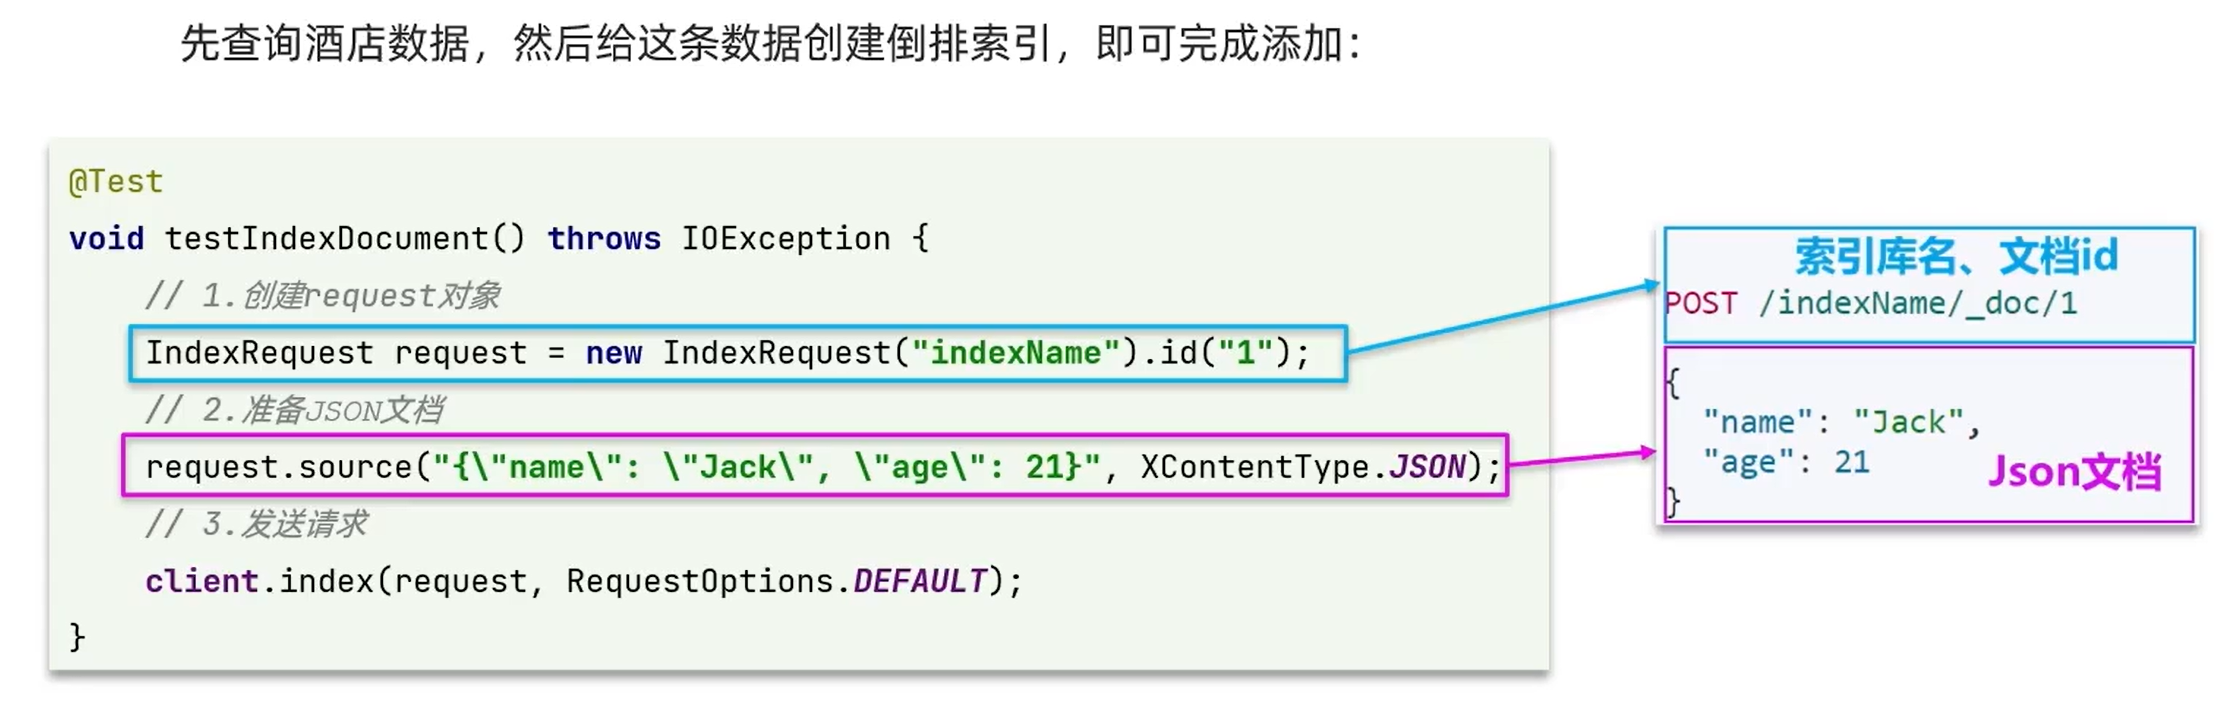 先查询酒店数据，然后给这条数据创建倒排索引，即可完成添加：
@Test
void testIndexDocument() throws IOException {
    // 1.创建request对象
    IndexRequest request = new IndexRequest("indexName").id("1");
    // 2.准备JSON文档
    request.source("{\"name\": \"Jack\", \"age\": 21}", XContentType.JSON);
    // 3.发送请求
    client.index(request, RequestOptions.DEFAULT);
}
索引库名、文档id
POST /indexName/_doc/1
{
  "name": "Jack",
  "age": 21
Json文档
}